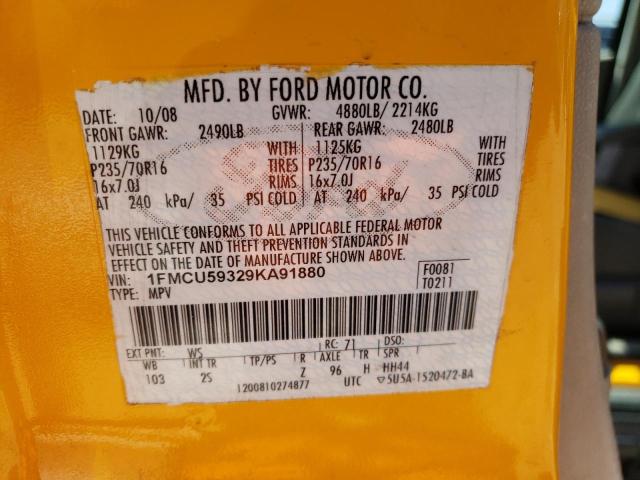 MFD. BY FORD MOTOR CO.
DATE: 10/08 GVWR: 4880LB/ 2214KG
FRONT GAWR: 2490LB REAR GAWR: 2480LB
1129KG WITH 1125KG WITH
P235/70R16 TIRES P235/70R16 TIRES
16x7.0J RIMS 16x7.0J RIMS
AT 240 kPa/ 35 PSI COLD AT 240 kPa/ 35 PSI COLD
Ford
THIS VEHICLE CONFORMS TO ALL APPLICABLE FEDERAL MOTOR
VEHICLE SAFETY AND THEFT PREVENTION STANDARDS IN
EFFECT ON THE DATE OF MANUFACTURE SHOWN ABOVE.
VIN: 1FMCU59329KA91880 F0081
TYPE: MPV T0211
EXT PNT: WS RC: 71 DSO:
WB INT TR TP/PS R AXLE TR SPR
103 2S Z 96 H HH44
1200810274877 UTC ▽5U5A-1520472-BA